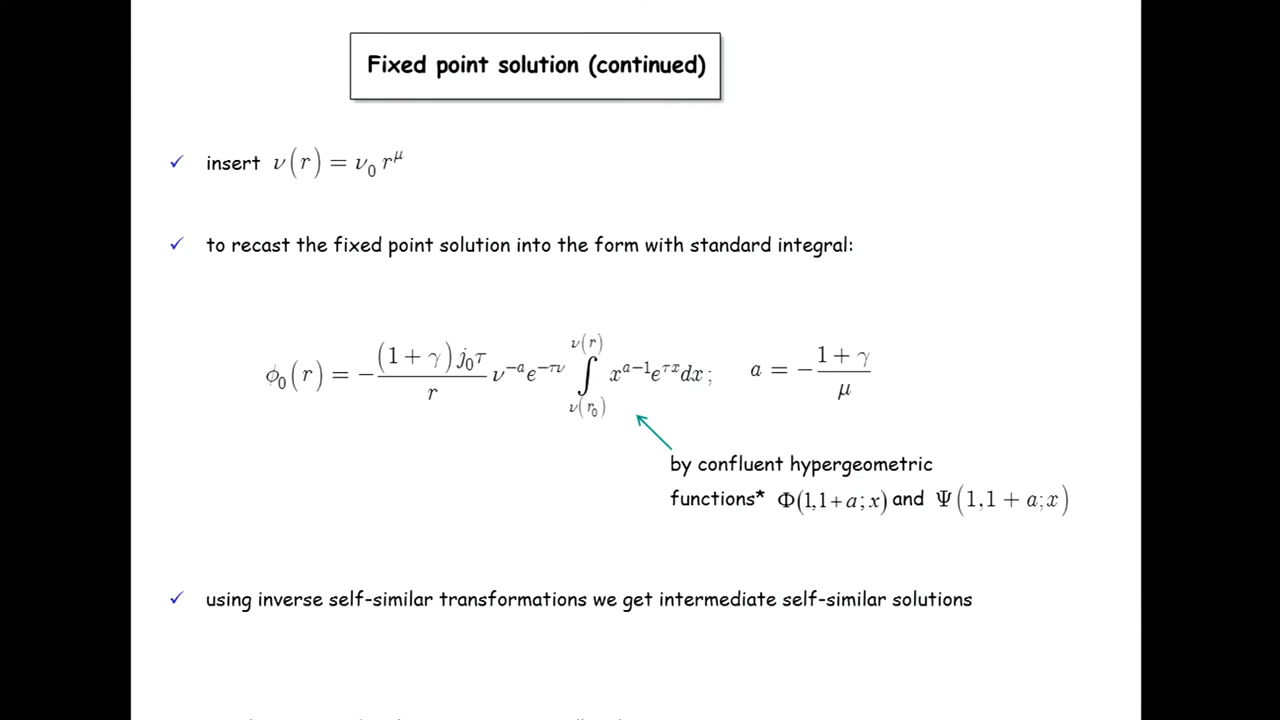 Fixed point solution (continued)
✓ insert ν(r) = ν₀ r^μ
✓ to recast the fixed point solution into the form with standard integral:
ϕ₀(r) = −((1 + γ) j₀τ / r) ν^(−a) e^(−τν) ∫_{ν(r₀)}^{ν(r)} x^(a−1) e^(τx) dx ; a = −(1 + γ)/μ
by confluent hypergeometric
functions* Φ(1,1+a;x) and Ψ(1,1 + a;x)
✓ using inverse self-similar transformations we get intermediate self-similar solutions